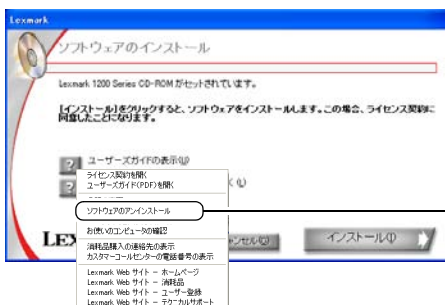 Lexmark
ソフトウェアのインストール
Lexmark 1200 Series CD-ROM がセットされています。
[インストール]をクリックすると、ソフトウェアをインストールします。この場合、ライセンス契約に
同意したことになります。
ユーザーズガイドの表示(U)
ライセンス契約を開く
ユーザーズガイド(PDF)を開く
く(L)
ソフトウェアのアンインストール
お使いのコンピュータの確認
消耗品購入の連絡先の表示
カスタマーコールセンターの電話番号の表示
LEX
ンセル(C)
インストール(I)
Lexmark Web サイト - ホームページ
Lexmark Web サイト - 消耗品
Lexmark Web サイト - ユーザー登録
Lexmark Web サイト - テクニカルサポート